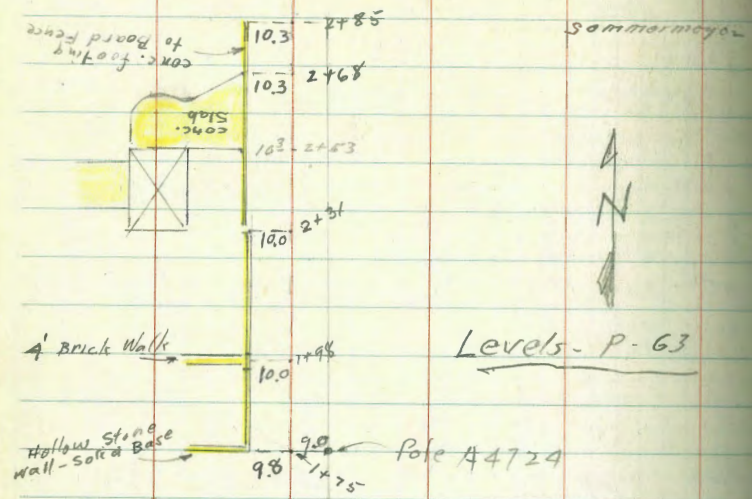 Sommermeyer
conc. footing
to Board Fence
10.3 2+85
10.3 2+68
conc.
Slab
10.3 2+53
10.0 2+31
N
4' Brick Walk
1+98
10.0
Levels - P-63
Hollow Stone
Wall-Solid Base
9.8
9.0
1+75
Pole A4724